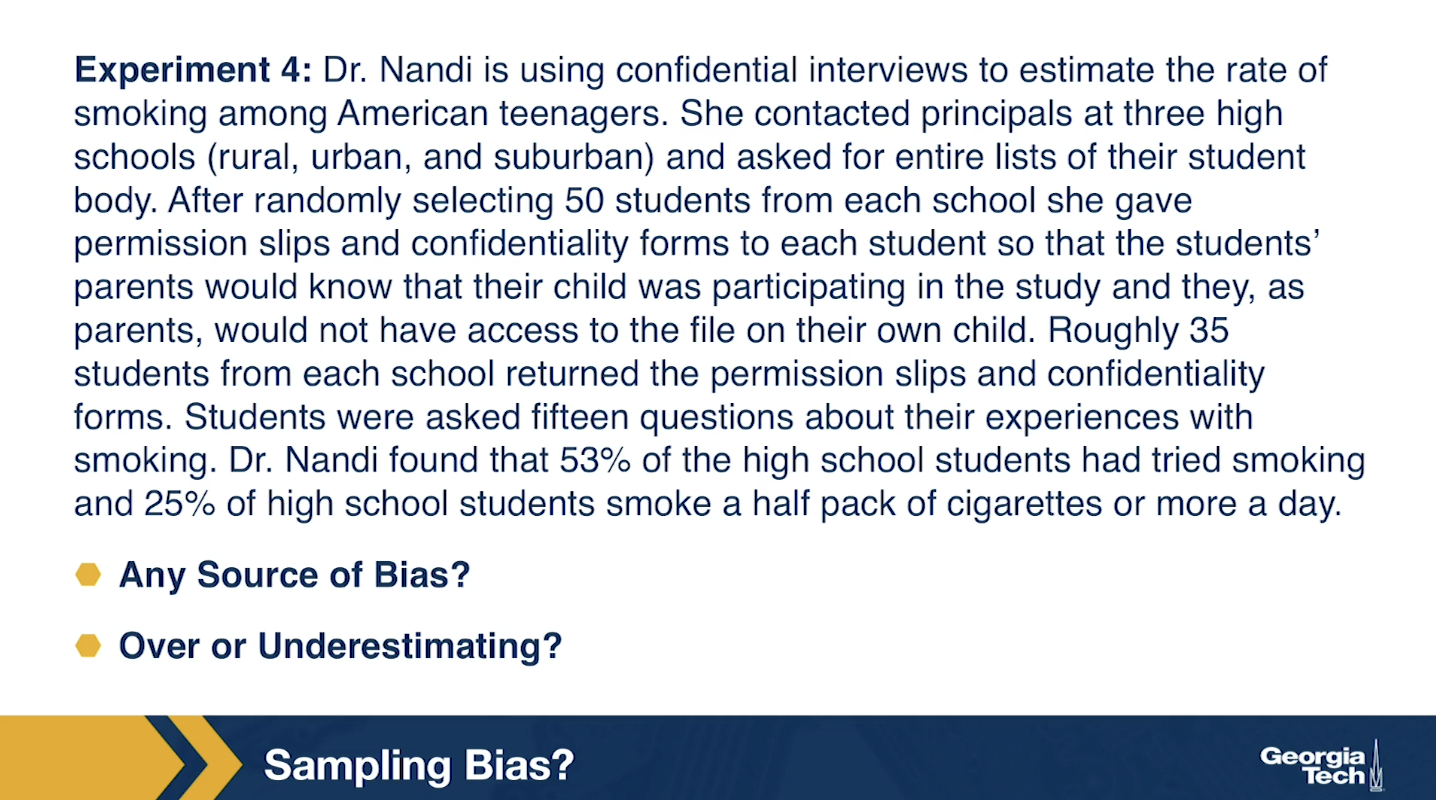 Experiment 4: Dr. Nandi is using confidential interviews to estimate the rate of
smoking among American teenagers. She contacted principals at three high
schools (rural, urban, and suburban) and asked for entire lists of their student
body. After randomly selecting 50 students from each school she gave
permission slips and confidentiality forms to each student so that the students’
parents would know that their child was participating in the study and they, as
parents, would not have access to the file on their own child. Roughly 35
students from each school returned the permission slips and confidentiality
forms. Students were asked fifteen questions about their experiences with
smoking. Dr. Nandi found that 53% of the high school students had tried smoking
and 25% of high school students smoke a half pack of cigarettes or more a day.
Any Source of Bias?
Over or Underestimating?
Sampling Bias?
Georgia
Tech